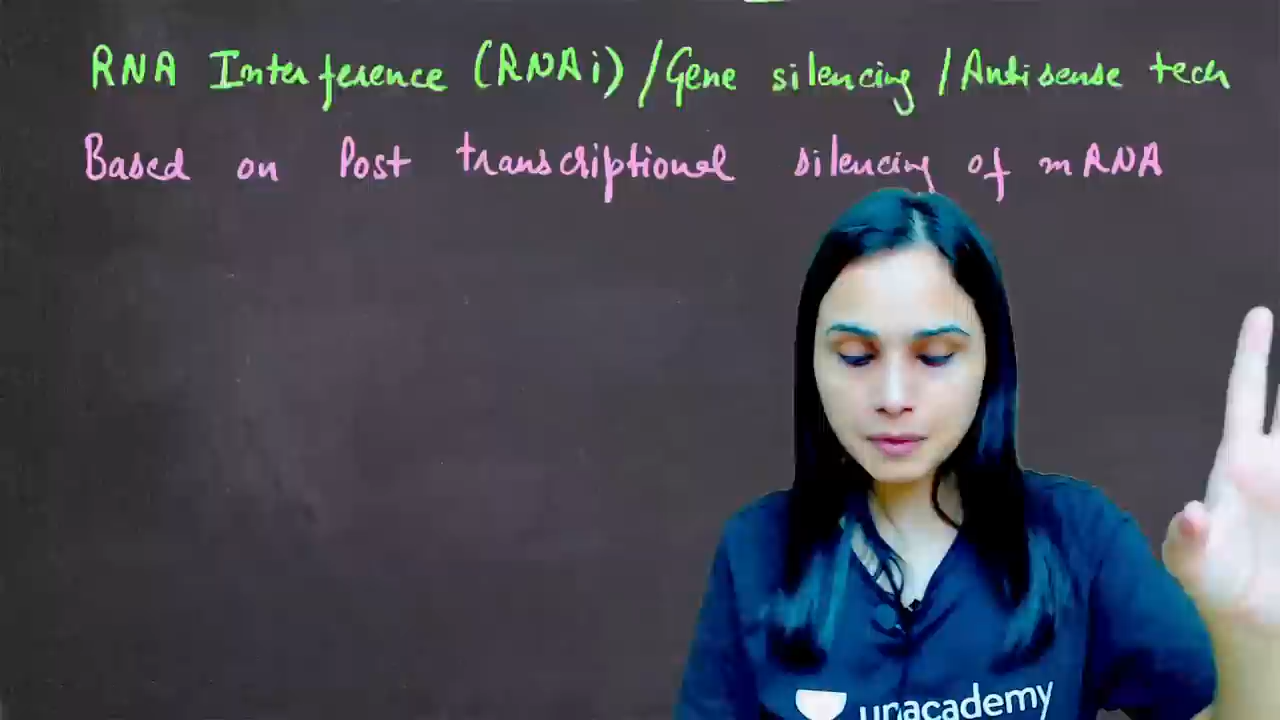 RNA Interference (RNAi) / Gene silencing / Antisense tech
Based on Post transcriptional silencing of mRNA
unacademy